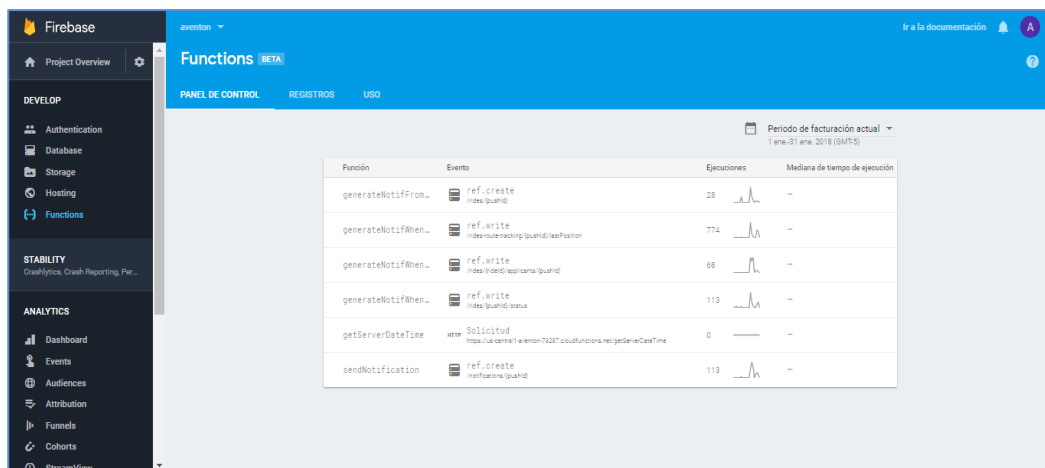 Firebase
Project Overview
DEVELOP
Authentication
Database
Storage
Hosting
Functions
STABILITY
Crashlytics, Crash Reporting, Per...
ANALYTICS
Dashboard
Events
Audiences
Attribution
Funnels
Cohorts
StreamView
aventon
Ir a la documentación
A
Functions BETA
?
PANEL DE CONTROL REGISTROS USO
Periodo de facturación actual
1 ene.-31 ene. 2018 (GMT-5)
Función Evento Ejecuciones Mediana de tiempo de ejecución
generateNotifFrom... ref.create 28 –
/rides/{pushId}
generateNotifWhen... ref.write 774 –
/rides-route-tracking/{pushId}/lastPosition
generateNotifWhen... ref.write 68 –
/rides/{rideId}/applicants/{pushId}
generateNotifWhen... ref.write 113 –
/rides/{pushId}/status
getServerDateTime HTTP Solicitud 0 –
https://us-central1-aventon-73287.cloudfunctions.net/getServerDateTime
sendNotification ref.create 113 –
/notifications/{pushId}